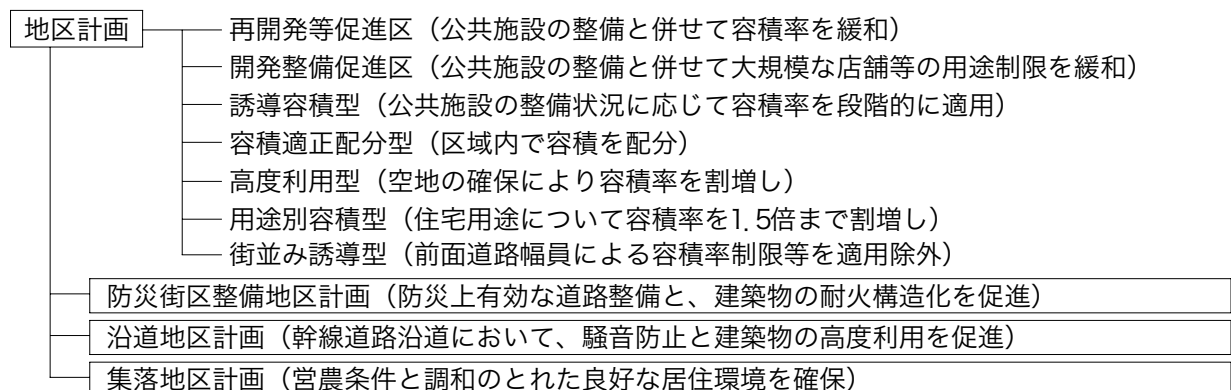 地区計画
再開発等促進区（公共施設の整備と併せて容積率を緩和）
開発整備促進区（公共施設の整備と併せて大規模な店舗等の用途制限を緩和）
誘導容積型（公共施設の整備状況に応じて容積率を段階的に適用）
容積適正配分型（区域内で容積を配分）
高度利用型（空地の確保により容積率を割増し）
用途別容積型（住宅用途について容積率を1.5倍まで割増し）
街並み誘導型（前面道路幅員による容積率制限等を適用除外）
防災街区整備地区計画（防災上有効な道路整備と、建築物の耐火構造化を促進）
沿道地区計画（幹線道路沿道において、騒音防止と建築物の高度利用を促進）
集落地区計画（営農条件と調和のとれた良好な居住環境を確保）